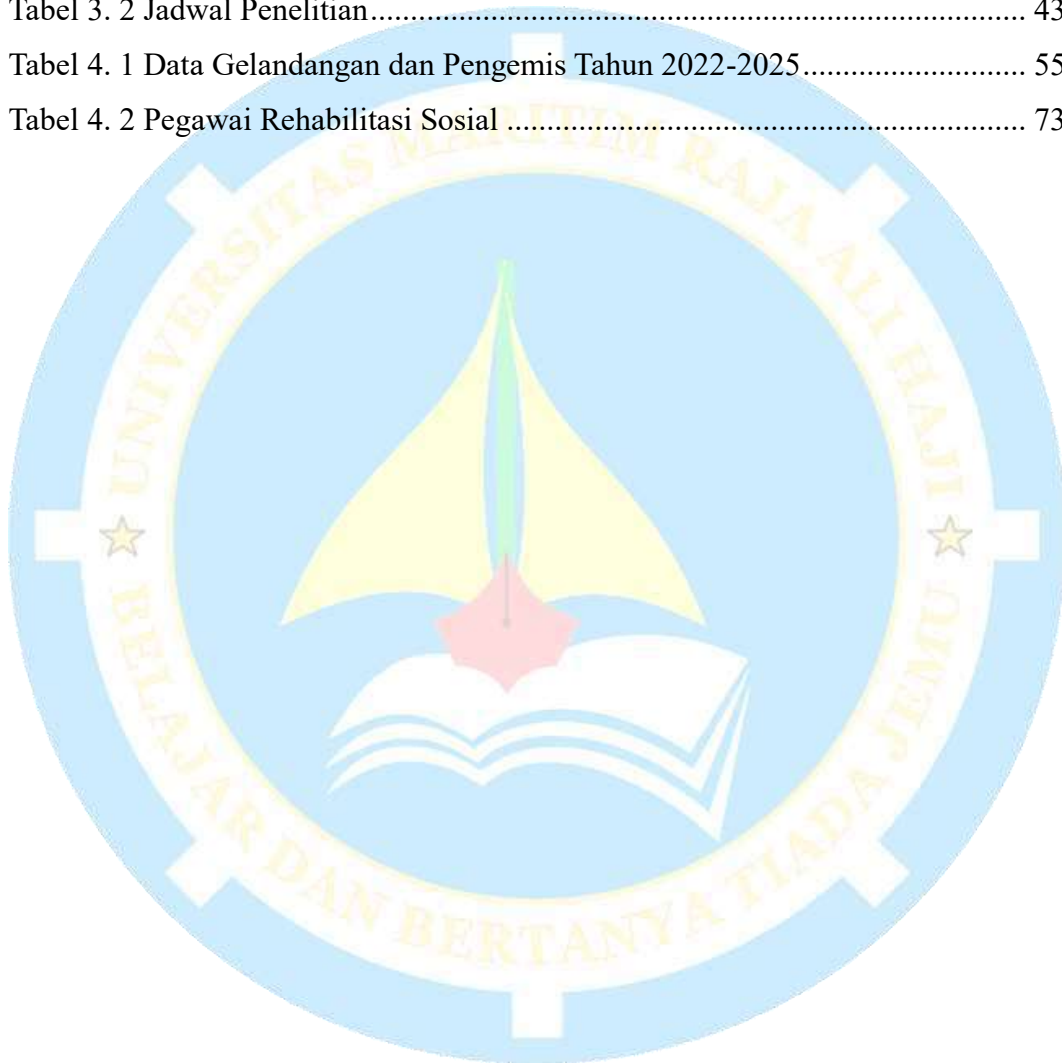 Tabel 3. 2 Jadwal Penelitian.............................................................................. 43
Tabel 4. 1 Data Gelandangan dan Pengemis Tahun 2022-2025.......................... 55
Tabel 4. 2 Pegawai Rehabilitasi Sosial .............................................................. 73
UNIVERSITAS MARITIM RAJA ALI HAJI
BELAJAR DAN BERTANYA TIADA JEMU